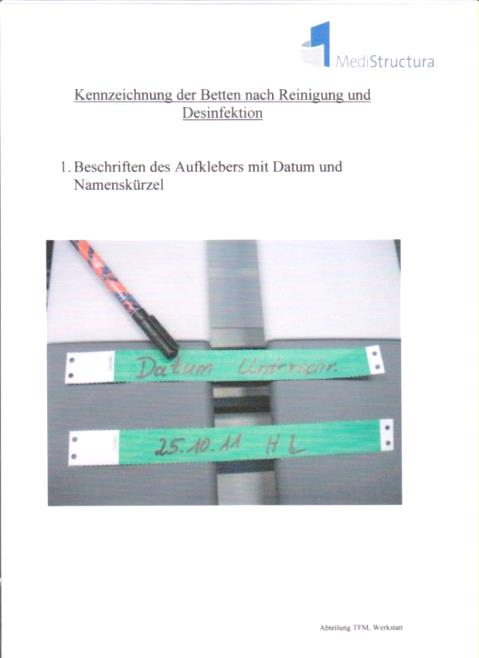 MediStructura
Kennzeichnung der Betten nach Reinigung und
Desinfektion
1. Beschriften des Aufklebers mit Datum und
Namenskürzel
Datum Unterschr.
25.10.11 H L
Abteilung TFM, Werkstatt